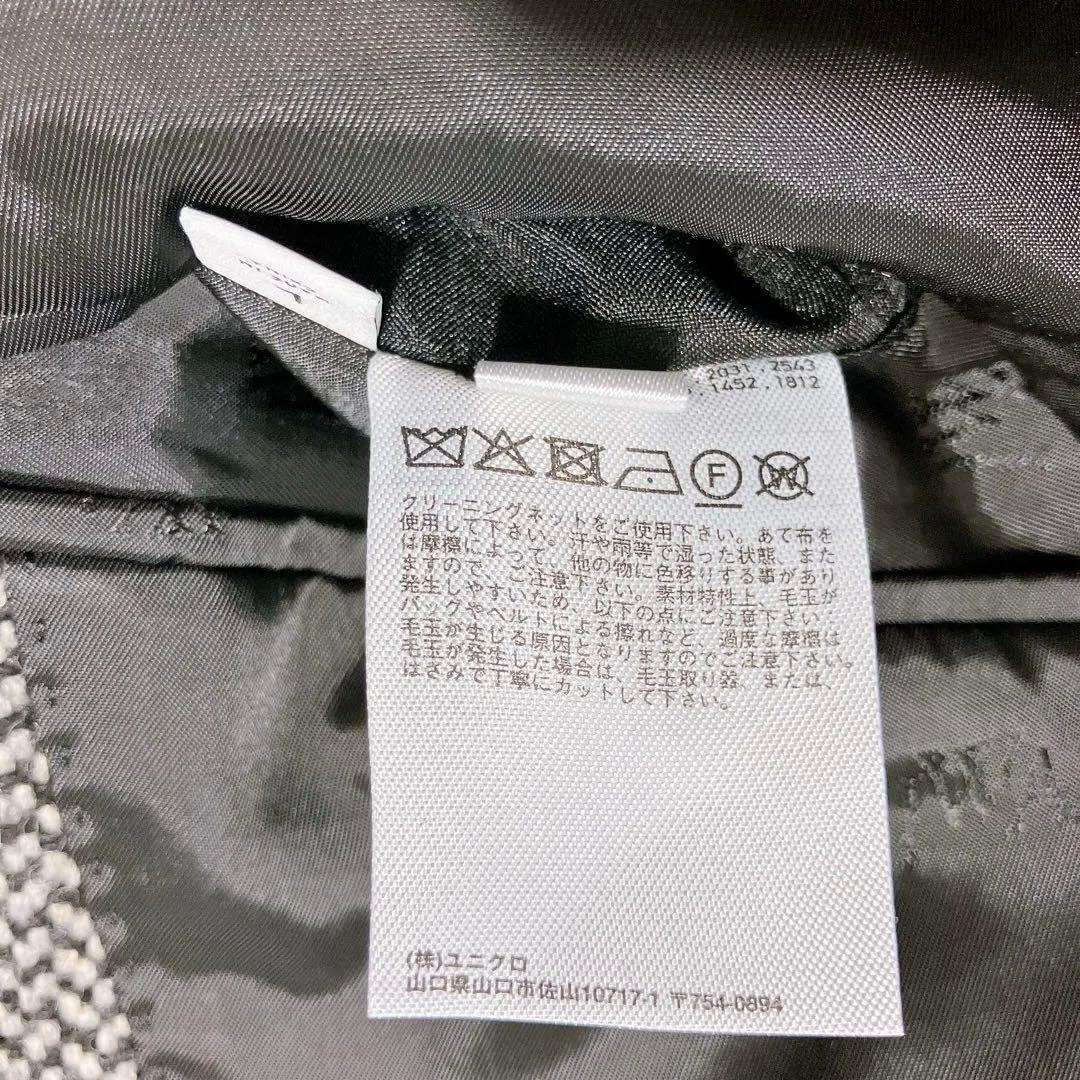 2031.2543
1452.1812
F
W
クリーニングネットをご使用下さい。あて布を
使用して下さい。汗や雨等で湿った状態、また
は摩擦によって、他の物に色移りする事があり
ますので、ご注意下さい。素材特性上、毛玉が
発生しやすいため、以下の点にご注意下さい。
バッグやベルトによる擦れなど、過度な摩擦は
毛玉が生じる原因となりますのでご注意下さい。
毛玉が発生した場合は、毛玉取り器、または、
はさみで丁寧にカットして下さい。
(株)ユニクロ
山口県山口市佐山10717-1 〒754-0894